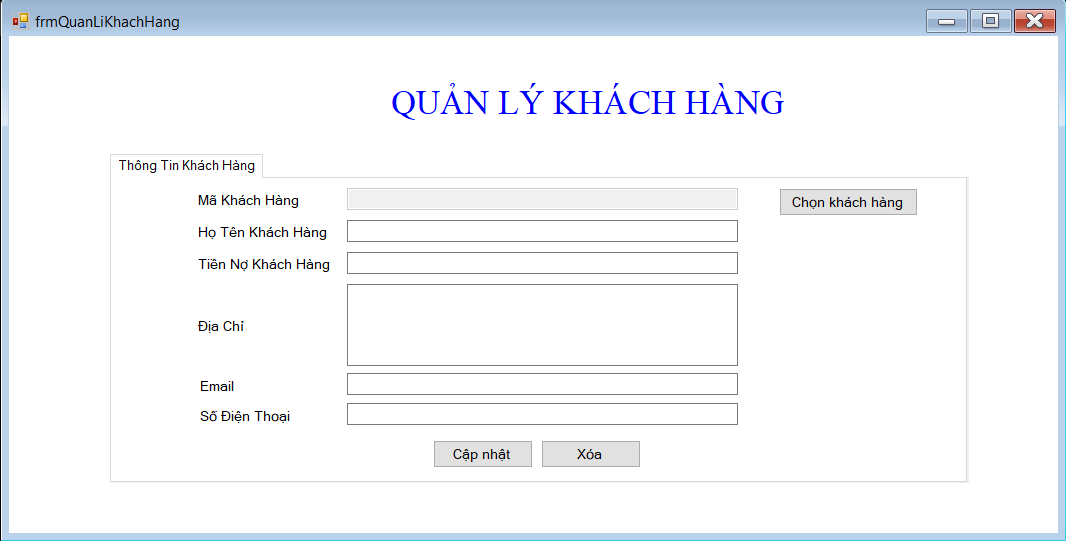 frmQuanLiKhachHang
QUẢN LÝ KHÁCH HÀNG
Thông Tin Khách Hàng
Mã Khách Hàng
Chọn khách hàng
Họ Tên Khách Hàng
Tiền Nợ Khách Hàng
Địa Chỉ
Email
Số Điện Thoại
Cập nhật Xóa